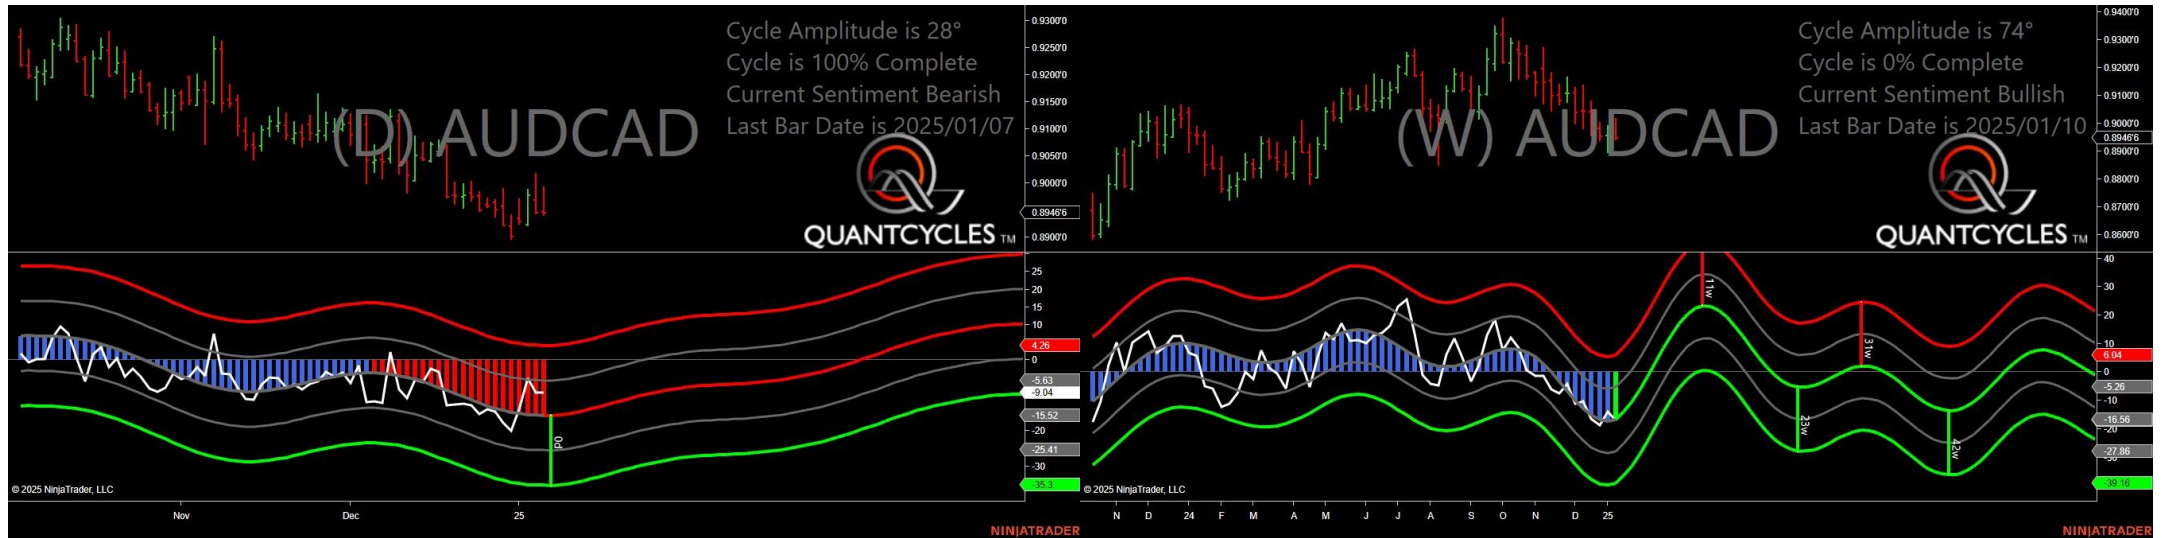 Cycle Amplitude is 28°
Cycle is 100% Complete
Current Sentiment Bearish
Last Bar Date is 2025/01/07
(D) AUDCAD
QUANTCYCLES TM
0.9300'0
0.9250'0
0.9200'0
0.9150'0
0.9100'0
0.9050'0
0.9000'0
0.8946'6
0.8900'0
25
20
15
10
4.26
0
-5.63
-9.04
-15.52
-20
-25.41
-30
-35.3
0d
© 2025 NinjaTrader, LLC
Nov Dec 25
NINJATRADER
Cycle Amplitude is 74°
Cycle is 0% Complete
Current Sentiment Bullish
Last Bar Date is 2025/01/10
(W) AUDCAD
QUANTCYCLES TM
0.9400'0
0.9300'0
0.9200'0
0.9100'0
0.9000'0
0.8946'6
0.8900'0
0.8800'0
0.8700'0
0.8600'0
40
30
20
10
6.04
0
-5.26
-10
-16.56
-20
-27.86
-39.16
11w
31w
23w
42w
© 2025 NinjaTrader, LLC
N D 24 F M A M J J A S O N D 25
NINJATRADER